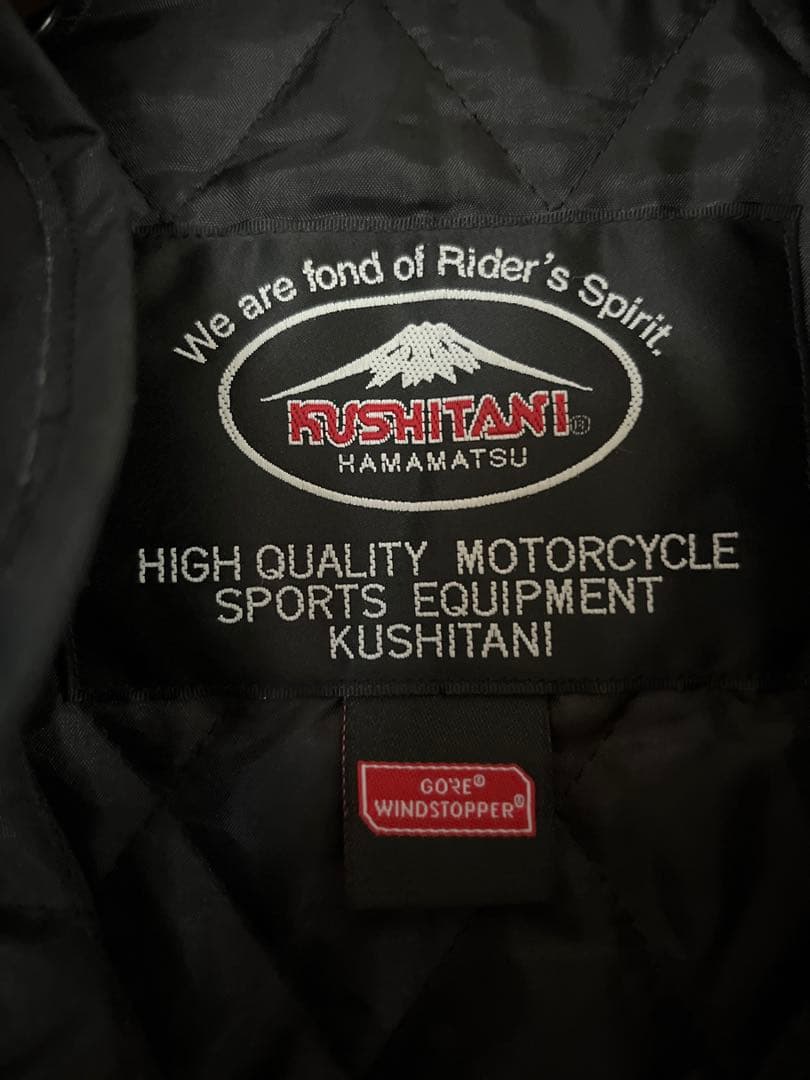 We are fond of Rider's Spirit.
KUSHITANI®
HAMAMATSU
HIGH QUALITY MOTORCYCLE
SPORTS EQUIPMENT
KUSHITANI
GORE®
WINDSTOPPER®